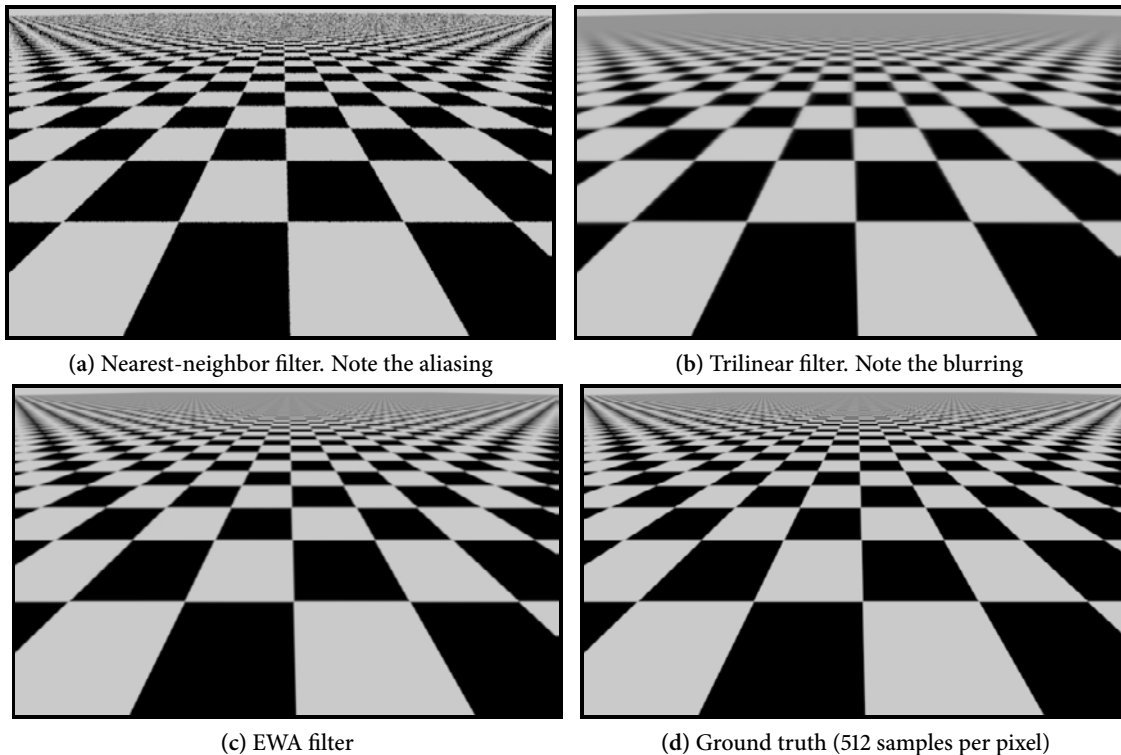 (a) Nearest-neighbor filter. Note the aliasing
(b) Trilinear filter. Note the blurring
(c) EWA filter
(d) Ground truth (512 samples per pixel)